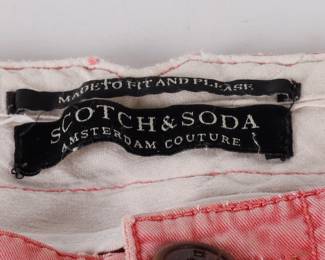 MADE TO FIT AND PLEASE
SCOTCH & SODA
AMSTERDAM COUTURE